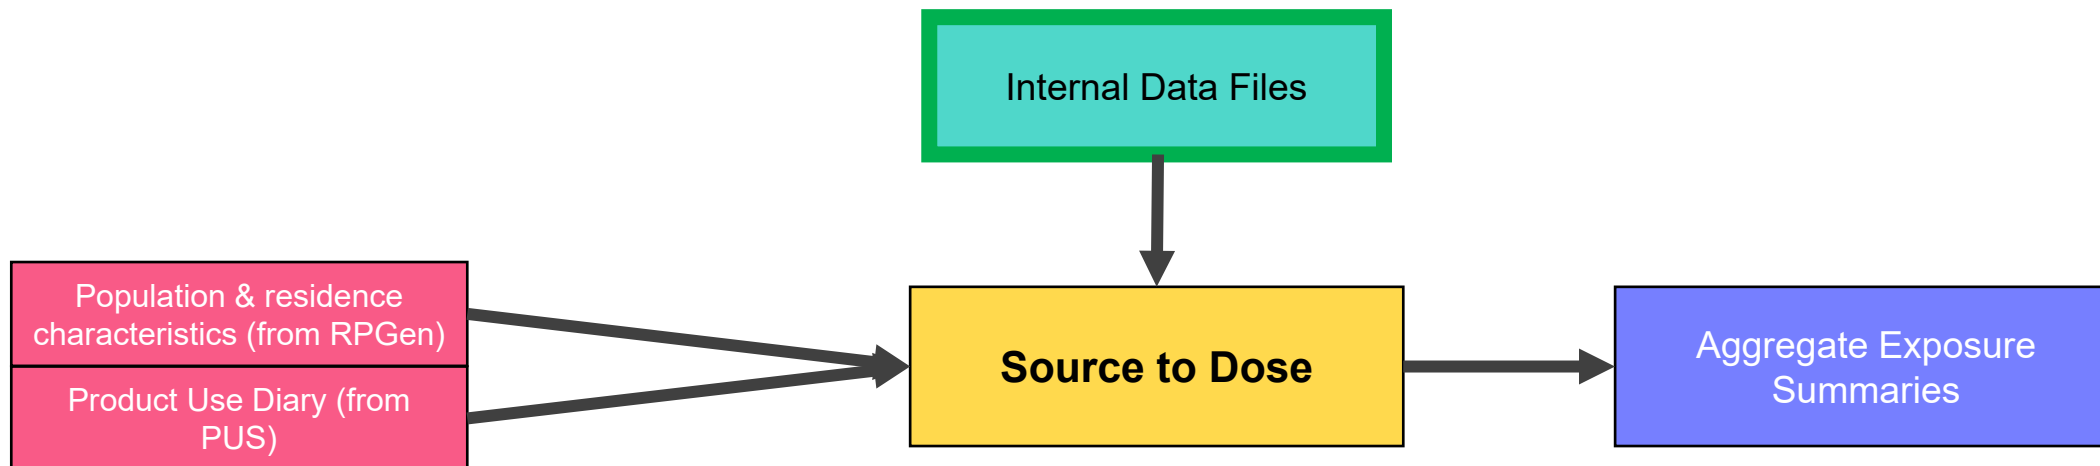 Internal Data Files
Population & residence
characteristics (from RPGen)
Product Use Diary (from
PUS)
Source to Dose
Aggregate Exposure
Summaries